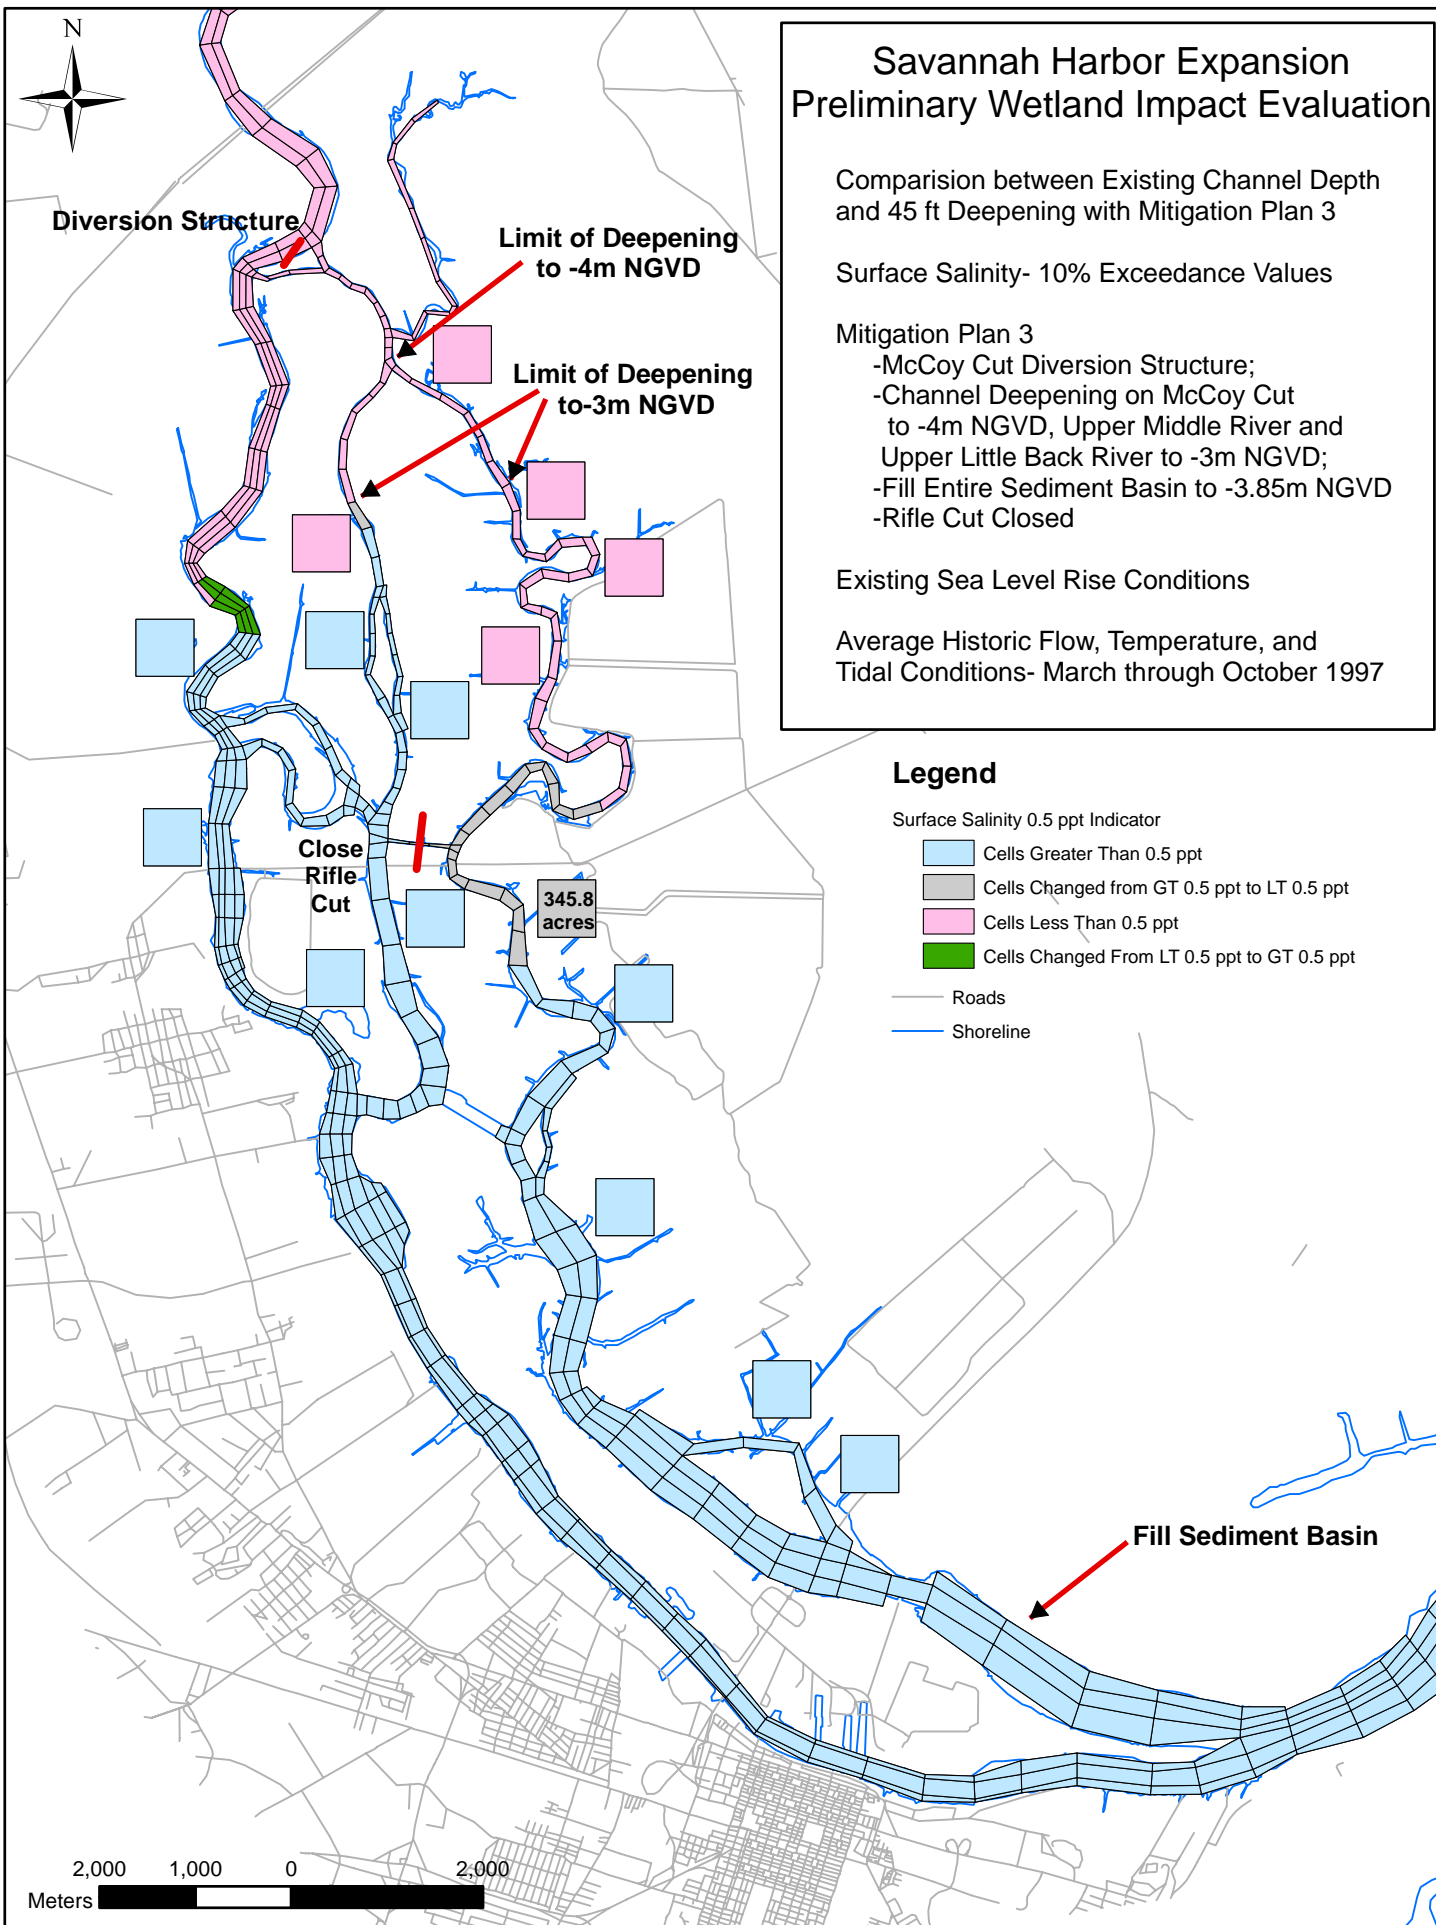 N
Savannah Harbor Expansion
Preliminary Wetland Impact Evaluation
Comparision between Existing Channel Depth
and 45 ft Deepening with Mitigation Plan 3
Surface Salinity- 10% Exceedance Values
Mitigation Plan 3
-McCoy Cut Diversion Structure;
-Channel Deepening on McCoy Cut
to -4m NGVD, Upper Middle River and
Upper Little Back River to -3m NGVD;
-Fill Entire Sediment Basin to -3.85m NGVD
-Rifle Cut Closed
Existing Sea Level Rise Conditions
Average Historic Flow, Temperature, and
Tidal Conditions- March through October 1997
Diversion Structure
Limit of Deepening
to -4m NGVD
Limit of Deepening
to-3m NGVD
Close
Rifle
Cut
345.8
acres
Legend
Surface Salinity 0.5 ppt Indicator
Cells Greater Than 0.5 ppt
Cells Changed from GT 0.5 ppt to LT 0.5 ppt
Cells Less Than 0.5 ppt
Cells Changed From LT 0.5 ppt to GT 0.5 ppt
Roads
Shoreline
Fill Sediment Basin
2,000 1,000 0 2,000
Meters